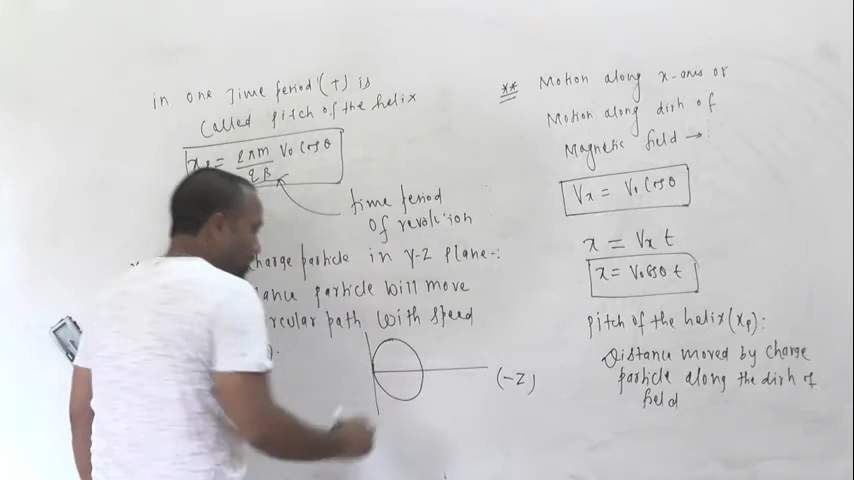 in one Time period (T) is
Called pitch of the helix
= 2πm/qB V0 Cosθ
time period
of revolution
charge particle in Y-Z plane-:
particle will move
circular path with speed
(-Z)
** Motion along x-axis or
Motion along dirn of
Magnetic field →:
Vx = V0 Cosθ
x = Vx t
x = V0 cosθ t
pitch of the helix (xp):
Distance moved by charge
particle along the dirn of
field